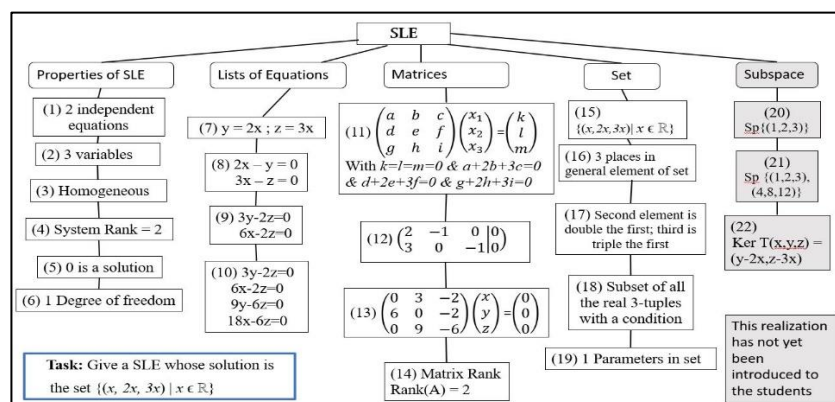 SLE
Properties of SLE
(1) 2 independent
equations
(2) 3 variables
(3) Homogeneous
(4) System Rank = 2
(5) 0 is a solution
(6) 1 Degree of freedom
Lists of Equations
(7) y = 2x ; z = 3x
(8) 2x – y = 0
3x – z = 0
(9) 3y-2z=0
6x-2z=0
(10) 3y-2z=0
6x-2z=0
9y-6z=0
18x-6z=0
Matrices
(11) (a b c
d e f
g h i) (x₁
x₂
x₃) = (k
l
m)
With k=l=m=0 & a+2b+3c=0
& d+2e+3f=0 & g+2h+3i=0
(12) (2 -1 0|0
3 0 -1|0)
(13) (0 3 −2
6 0 −2
0 9 −6) (x
y
z) = (0
0
0)
(14) Matrix Rank
Rank(A) = 2
Set
(15)
{(x, 2x, 3x)| x ϵ ℝ}
(16) 3 places in
general element of set
(17) Second element is
double the first; third is
triple the first
(18) Subset of all
the real 3-tuples
with a condition
(19) 1 Parameters in set
Subspace
(20)
Sp{(1,2,3)}
(21)
Sp {(1,2,3),
(4,8,12)}
(22)
Ker T(x,y,z) =
(y-2x,z-3x)
This realization
has not yet
been
introduced to
the students
Task: Give a SLE whose solution is
the set {(x, 2x, 3x) | x ϵ ℝ}